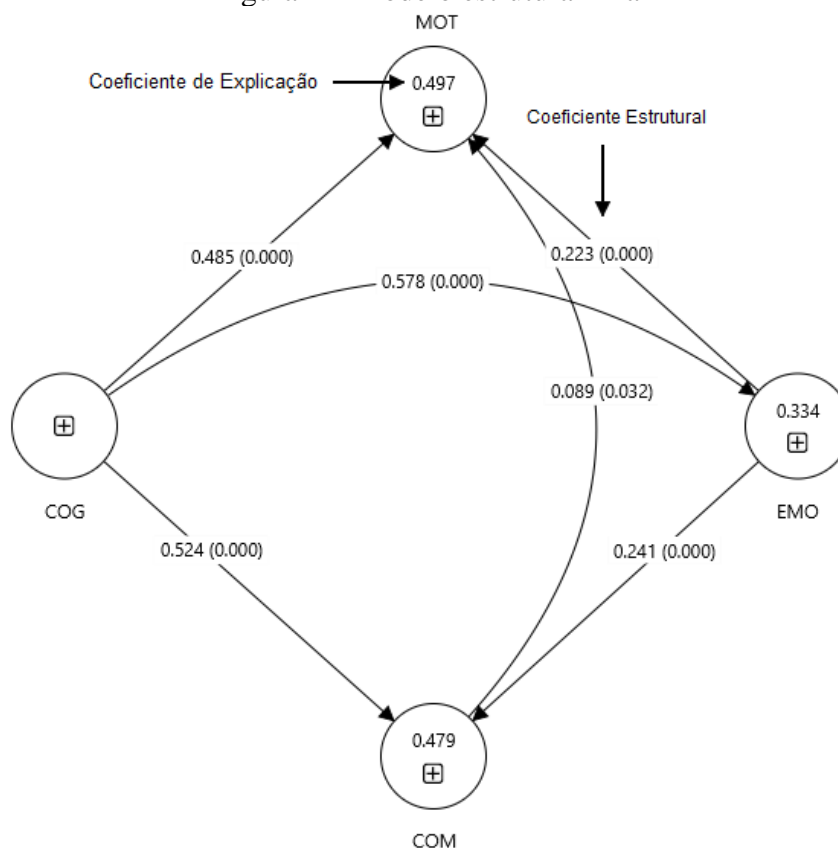 MOT
Coeficiente de Explicação
0.497
Coeficiente Estrutural
0.485 (0.000)
0.223 (0.000)
0.578 (0.000)
0.089 (0.032)
0.334
COG
EMO
0.524 (0.000)
0.241 (0.000)
0.479
COM